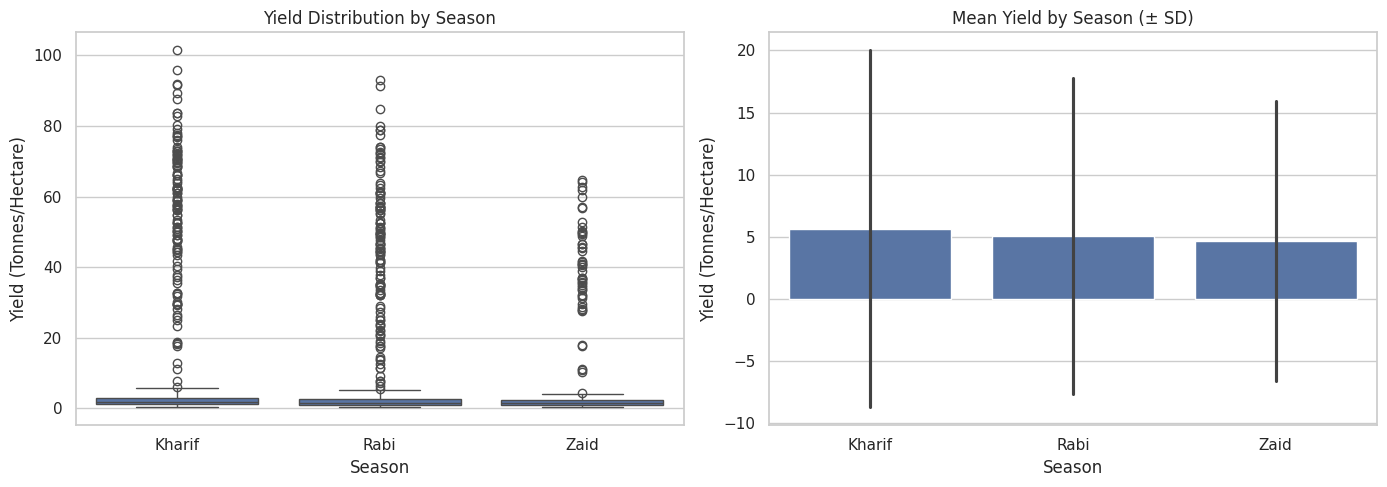 Yield Distribution by Season
Yield (Tonnes/Hectare)
100
80
60
40
20
0
Kharif
Rabi
Zaid
Season
Mean Yield by Season (± SD)
Yield (Tonnes/Hectare)
20
15
10
5
0
−5
−10
Kharif
Rabi
Zaid
Season